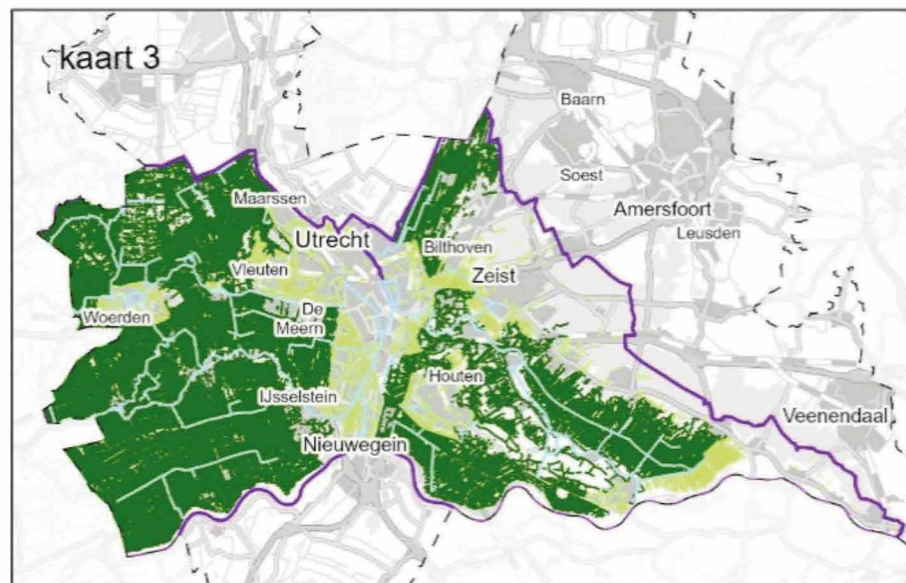 kaart 3
Baarn
Soest
Maarssen
Amersfoort
Utrecht
Leusden
Bilthoven
Vleuten
Zeist
Woerden
De
Meern
Houten
IJsselstein
Veenendaal
Nieuwegein